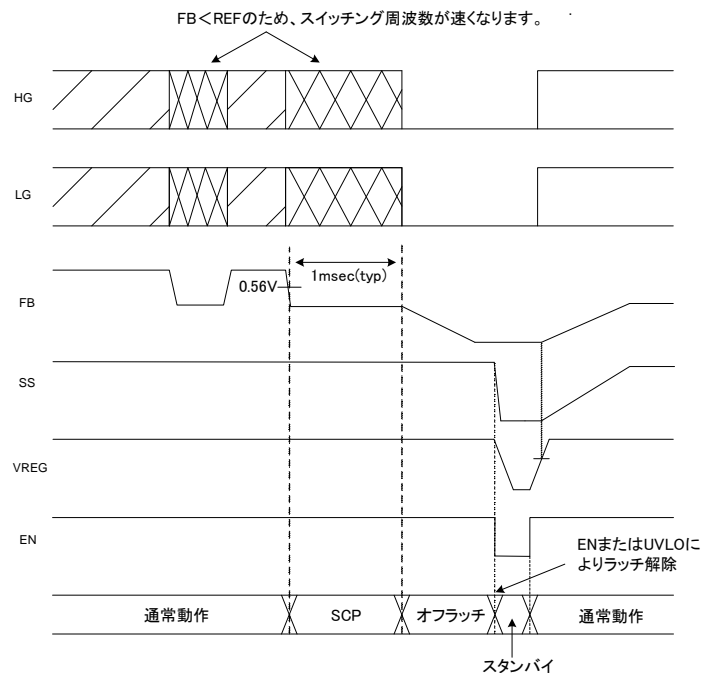 FB＜REFのため、スイッチング周波数が速くなります。
HG
LG
1msec(typ)
0.56V
FB
SS
VREG
EN
ENまたはUVLOに
よりラッチ解除
通常動作
SCP
オフラッチ
通常動作
スタンバイ